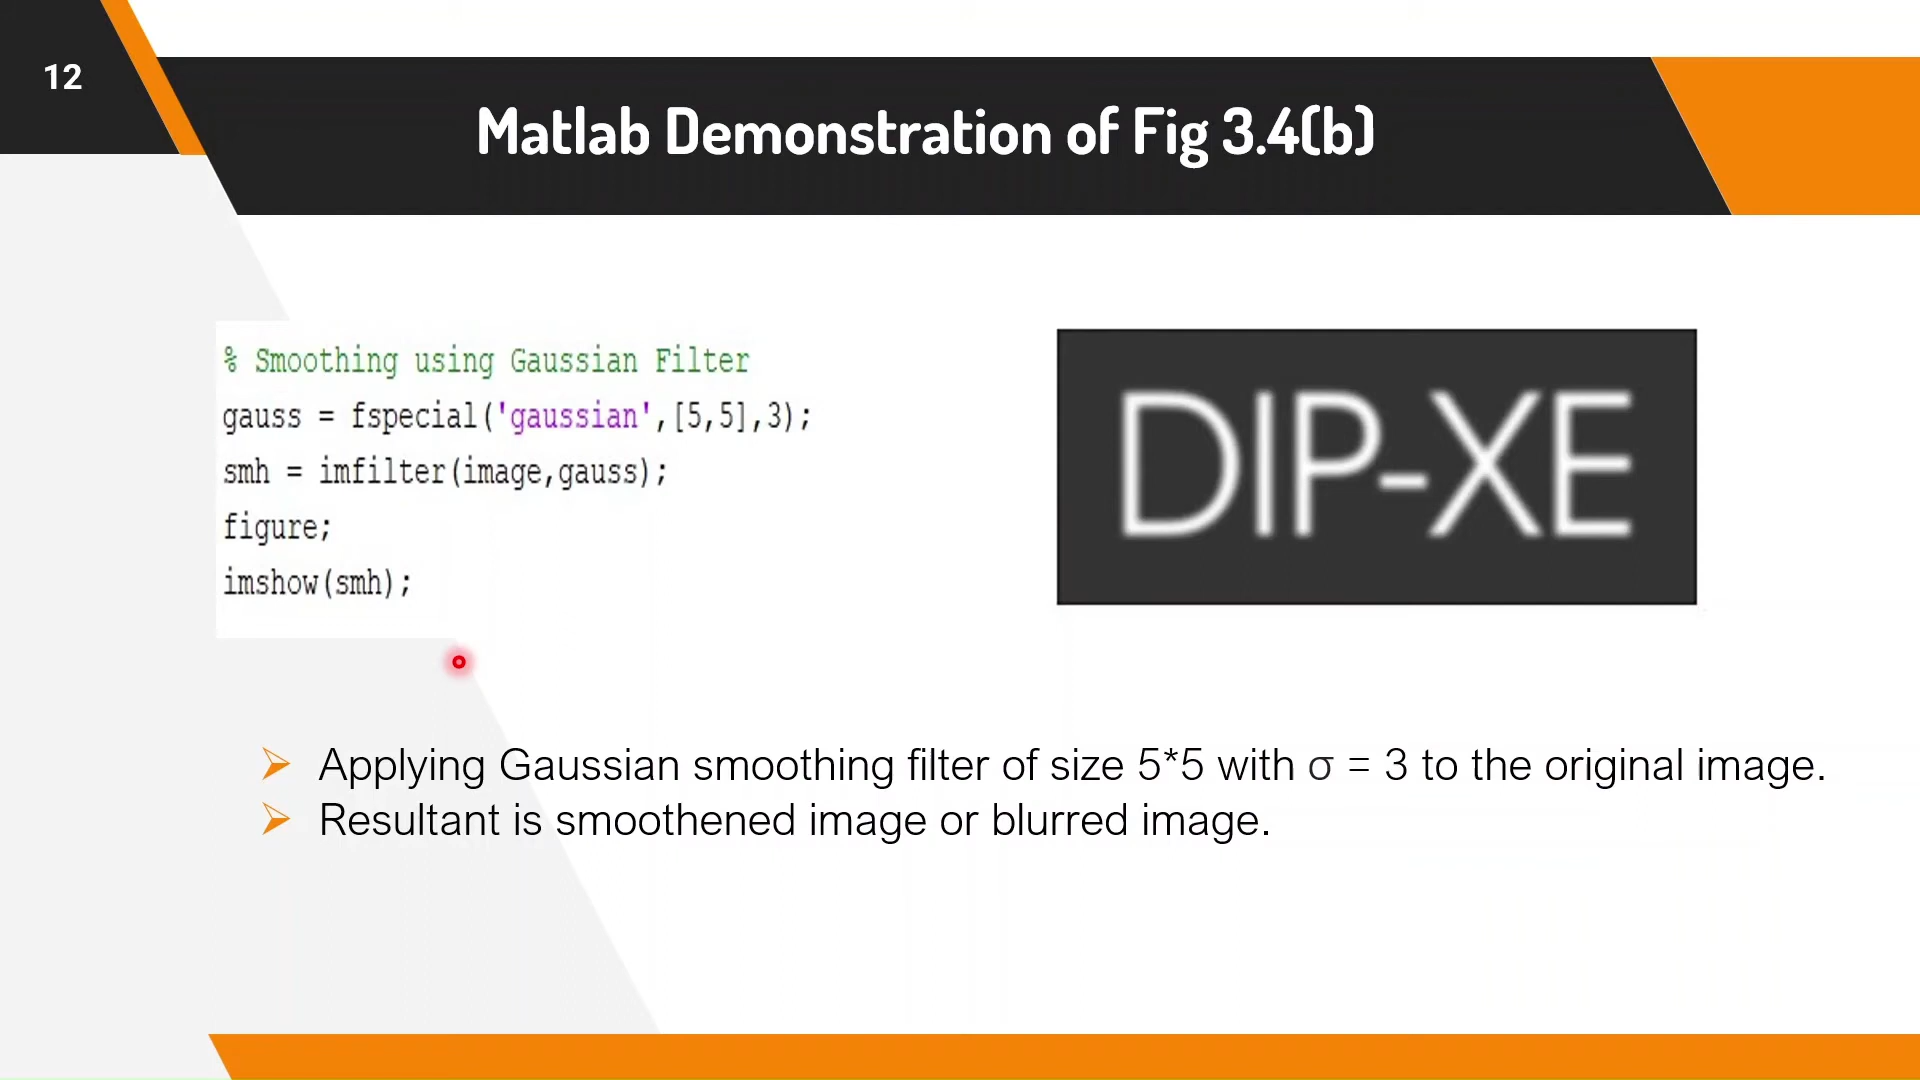 12
Matlab Demonstration of Fig 3.4(b)
% Smoothing using Gaussian Filter
gauss = fspecial('gaussian',[5,5],3);
smh = imfilter(image,gauss);
figure;
imshow(smh);
DIP-XE
➢ Applying Gaussian smoothing filter of size 5*5 with σ = 3 to the original image.
➢ Resultant is smoothened image or blurred image.